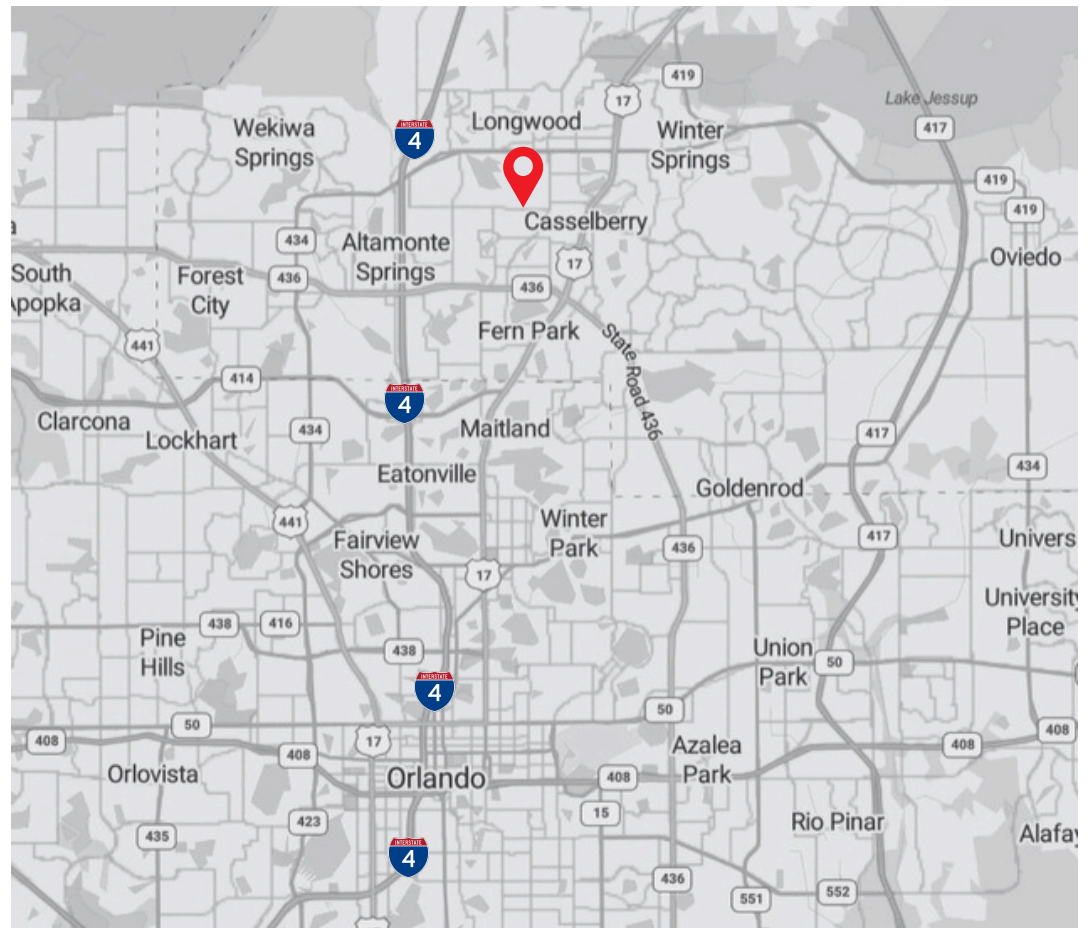 419
Lake Jessup
17
Longwood
417
INTERSTATE
4
Wekiwa
Springs
Winter
Springs
419
419
Casselberry
434
Altamonte
Springs
17
Oviedo
South
Apopka
Forest
City
436
436
Fern Park
State Road 436
441
414
INTERSTATE
4
Clarcona
Lockhart
434
Maitland
417
434
Eatonville
Goldenrod
441
Winter
Park
417
Univers
Fairview
Shores
436
17
University
Place
438
416
Pine
Hills
438
Union
Park
50
INTERSTATE
4
50
50
17
408
408
Azalea
Park
408
408
Orlovista
Orlando
408
15
423
435
Rio Pinar
Alafay
INTERSTATE
4
436
551
552